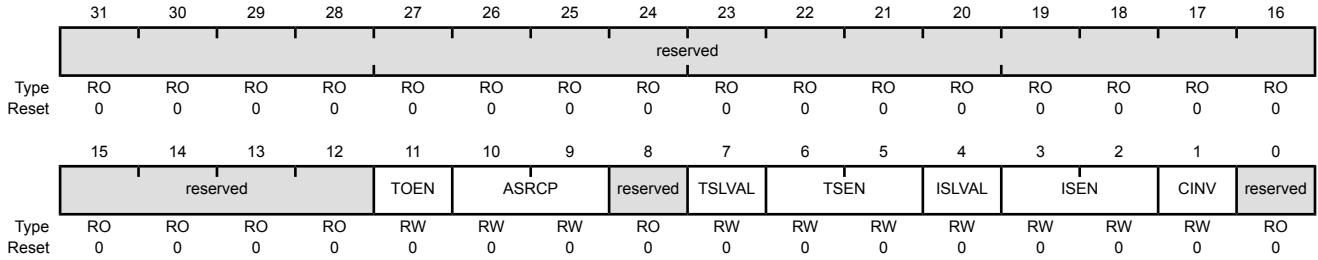 31 30 29 28 27 26 25 24 23 22 21 20 19 18 17 16
reserved
Type RO RO RO RO RO RO RO RO RO RO RO RO RO RO RO RO
Reset 0 0 0 0 0 0 0 0 0 0 0 0 0 0 0 0
15 14 13 12 11 10 9 8 7 6 5 4 3 2 1 0
reserved TOEN ASRCP reserved TSLVAL TSEN ISLVAL ISEN CINV reserved
Type RO RO RO RO RW RW RW RO RW RW RW RW RW RW RW RO
Reset 0 0 0 0 0 0 0 0 0 0 0 0 0 0 0 0